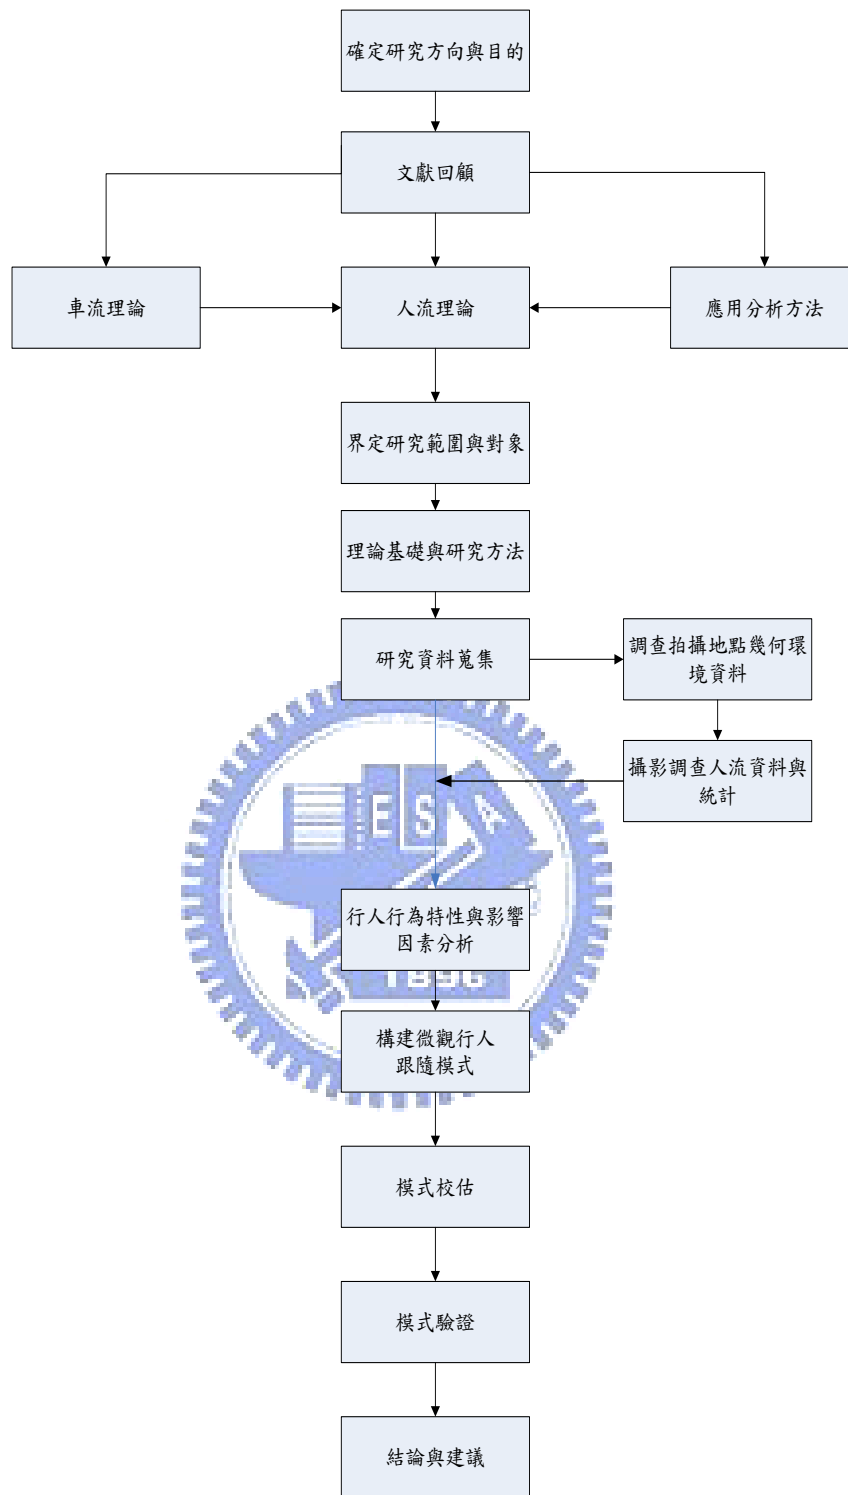 確定研究方向與目的
文獻回顧
車流理論
人流理論
應用分析方法
界定研究範圍與對象
理論基礎與研究方法
研究資料蒐集
調查拍攝地點幾何環
境資料
攝影調查人流資料與
統計
E S A
行人行為特性與影響
因素分析
1896
構建微觀行人
跟隨模式
模式校估
模式驗證
結論與建議